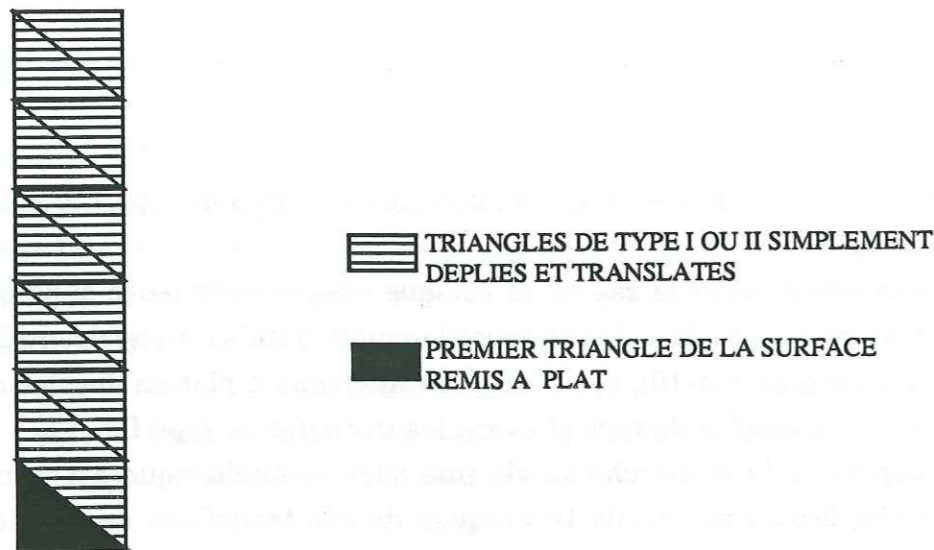 TRIANGLES DE TYPE I OU II SIMPLEMENT
DEPLIES ET TRANSLATES
PREMIER TRIANGLE DE LA SURFACE
REMIS A PLAT